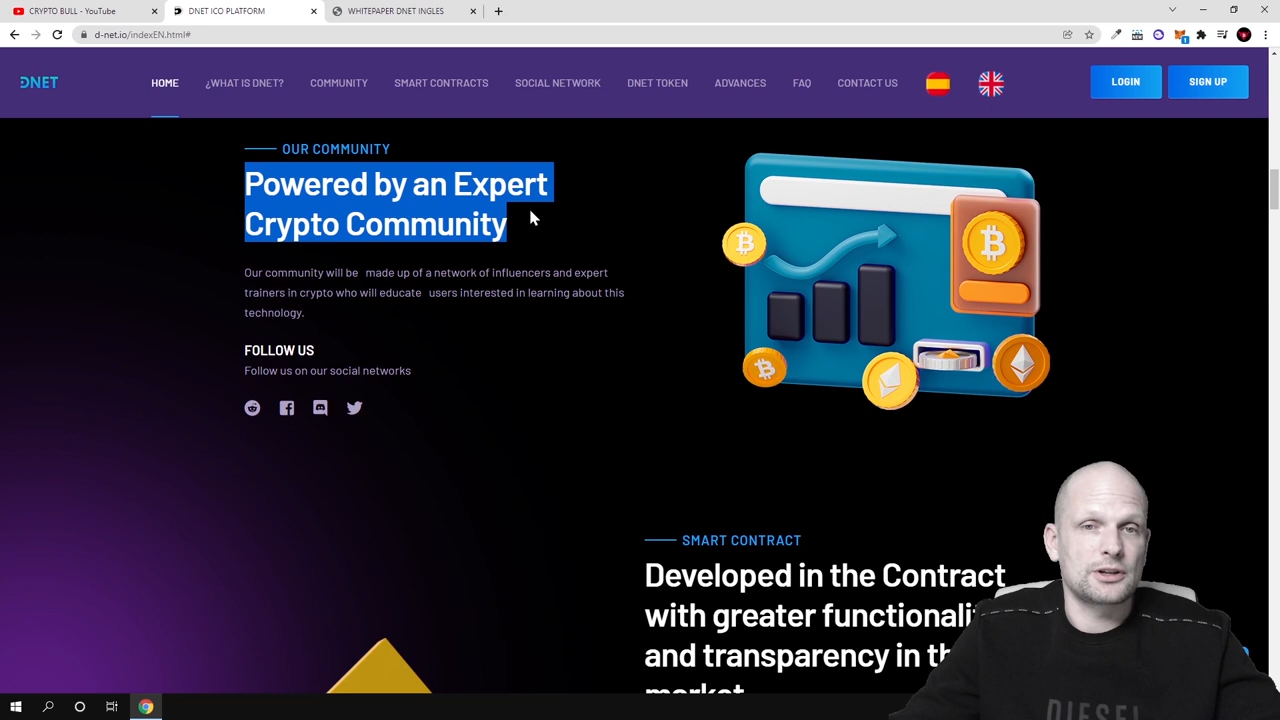 CRYPTO BULL - YouTube
DNET ICO PLATFORM
WHITEPAPER DNET INGLES
d-net.io/indexEN.html#
1
DNET
HOME
¿WHAT IS DNET?
COMMUNITY
SMART CONTRACTS
SOCIAL NETWORK
DNET TOKEN
ADVANCES
FAQ
CONTACT US
LOGIN
SIGN UP
OUR COMMUNITY
Powered by an Expert
Crypto Community
Our community will be made up of a network of influencers and expert
trainers in crypto who will educate users interested in learning about this
technology.
FOLLOW US
Follow us on our social networks
SMART CONTRACT
Developed in the Contract
with greater
and transparency in
market
DIESEL